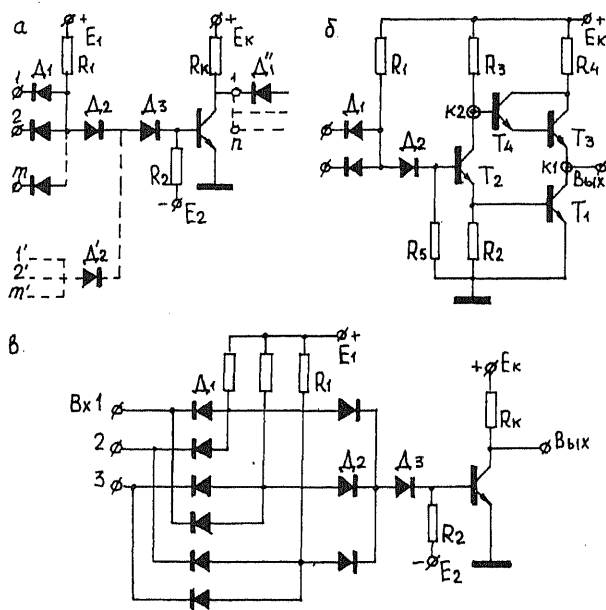 а
+ E1
R1
Д1
1
2
m
Д2
Д3
R2
- E2
+ Eк
Rк
1
Д1''
n
1'
2'
m'
Д2'
б
+ Eк
R1
R3
R4
Д1
Д2
К2
T4
T3
К1
Вых
T2
T1
R5
R2
в.
+ E1
R1
Д1
Вх 1
2
3
Д2
Д3
R2
- E2
+ Eк
Rк
Вых